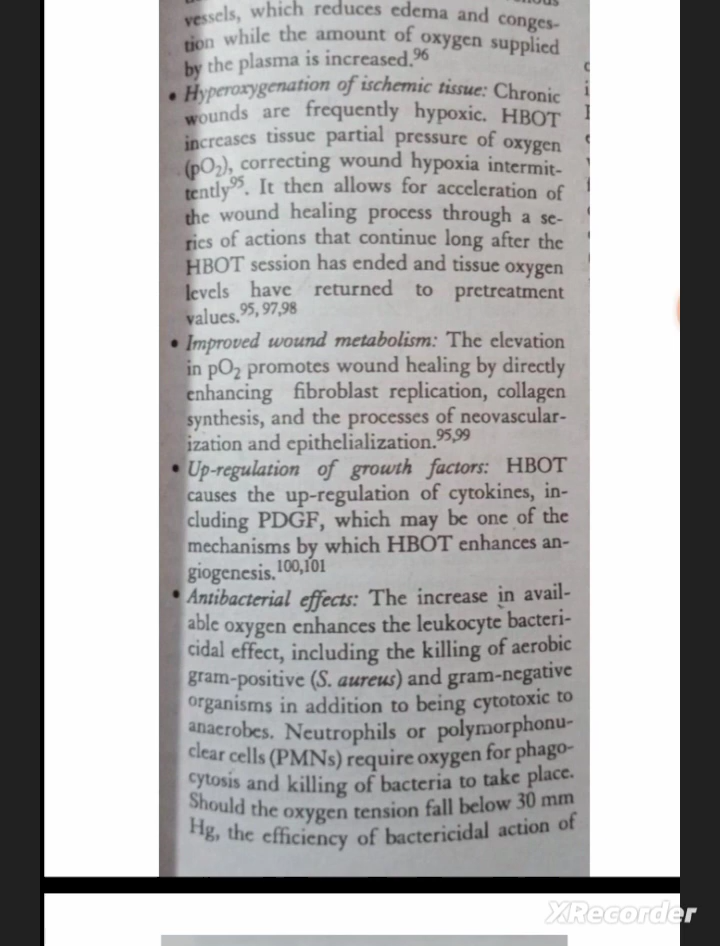 vessels, which reduces edema and conges-
tion while the amount of oxygen supplied
by the plasma is increased.96
• Hyperoxygenation of ischemic tissue: Chronic
wounds are frequently hypoxic. HBOT
increases tissue partial pressure of oxygen
(pO2), correcting wound hypoxia intermit-
tently95. It then allows for acceleration of
the wound healing process through a se-
ries of actions that continue long after the
HBOT session has ended and tissue oxygen
levels have returned to pretreatment
values.95, 97,98
• Improved wound metabolism: The elevation
in pO2 promotes wound healing by directly
enhancing fibroblast replication, collagen
synthesis, and the processes of neovascular-
ization and epithelialization.95,99
• Up-regulation of growth factors: HBOT
causes the up-regulation of cytokines, in-
cluding PDGF, which may be one of the
mechanisms by which HBOT enhances an-
giogenesis.100,101
• Antibacterial effects: The increase in avail-
able oxygen enhances the leukocyte bacteri-
cidal effect, including the killing of aerobic
gram-positive (S. aureus) and gram-negative
organisms in addition to being cytotoxic to
anaerobes. Neutrophils or polymorphonu-
clear cells (PMNs) require oxygen for phago-
cytosis and killing of bacteria to take place.
Should the oxygen tension fall below 30 mm
Hg, the efficiency of bactericidal action of
XRecorder